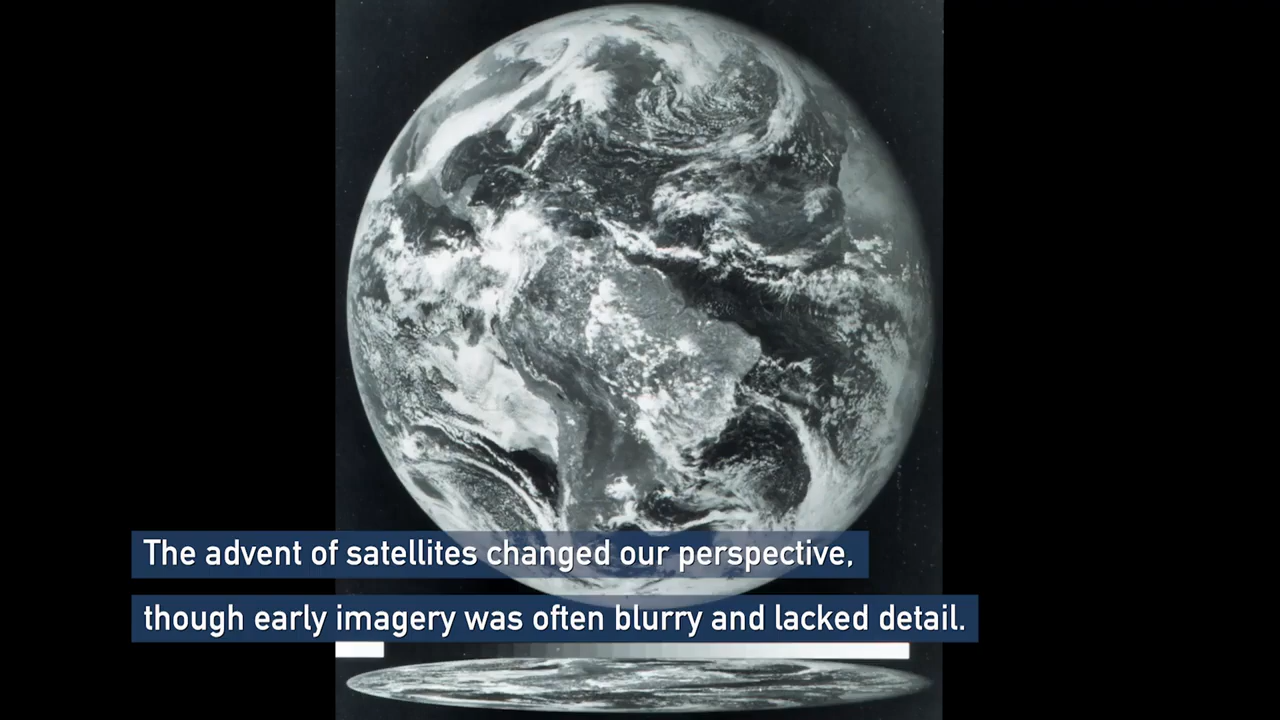 The advent of satellites changed our perspective,
though early imagery was often blurry and lacked detail.